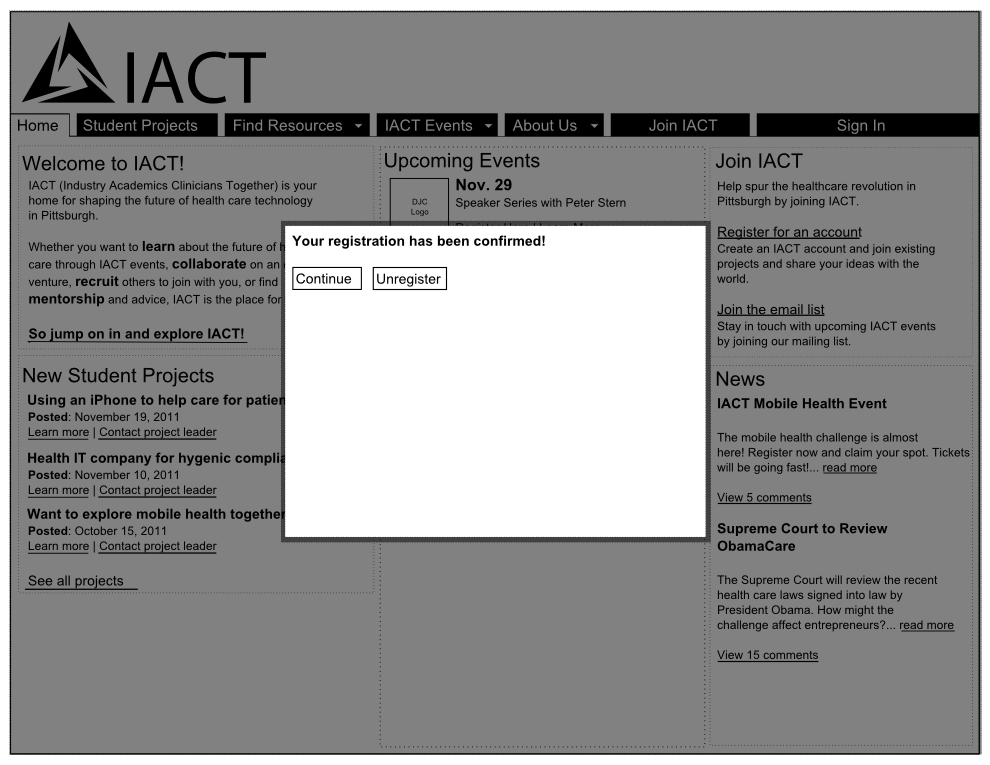 IACT
Home
Student Projects
Find Resources
IACT Events
About Us
Join IACT
Sign In
Welcome to IACT!
IACT (Industry Academics Clinicians Together) is your
home for shaping the future of health care technology
in Pittsburgh.
Whether you want to learn about the future of
care through IACT events, collaborate on an
venture, recruit others to join with you, or find
mentorship and advice, IACT is the place for
So jump on in and explore IACT!
New Student Projects
Using an iPhone to help care for
Posted: November 19, 2011
Learn more | Contact project leader
Health IT company for hygenic
Posted: November 10, 2011
Learn more | Contact project leader
Want to explore mobile health together
Posted: October 15, 2011
Learn more | Contact project leader
See all projects
Upcoming Events
DJC
Logo
Nov. 29
Speaker Series with Peter Stern
Your registration has been confirmed!
Continue
Unregister
Join IACT
Help spur the healthcare revolution in
Pittsburgh by joining IACT.
Register for an account
Create an IACT account and join existing
projects and share your ideas with the
world.
Join the email list
Stay in touch with upcoming IACT events
by joining our mailing list.
News
IACT Mobile Health Event
The mobile health challenge is almost
here! Register now and claim your spot. Tickets
will be going fast!... read more
View 5 comments
Supreme Court to Review
ObamaCare
The Supreme Court will review the recent
health care laws signed into law by
President Obama. How might the
challenge affect entrepreneurs?... read more
View 15 comments